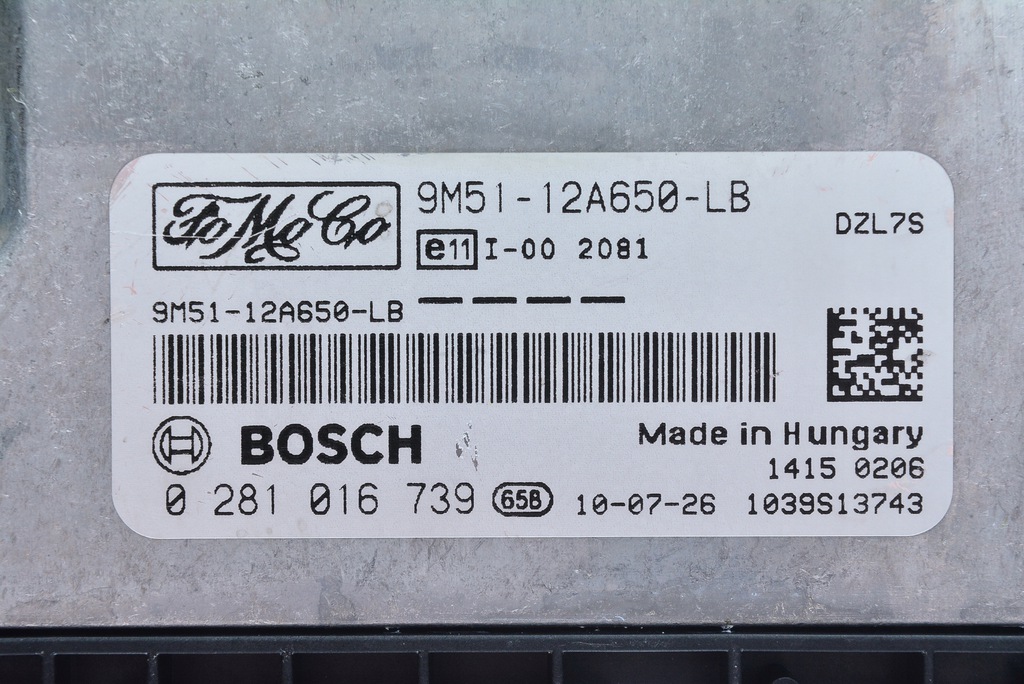 FoMoCo
9M51-12A650-LB
DZL7S
e11 I-00 2081
9M51-12A650-LB
BOSCH
Made in Hungary
1415 0206
0 281 016 739 65B 10-07-26 1039S13743